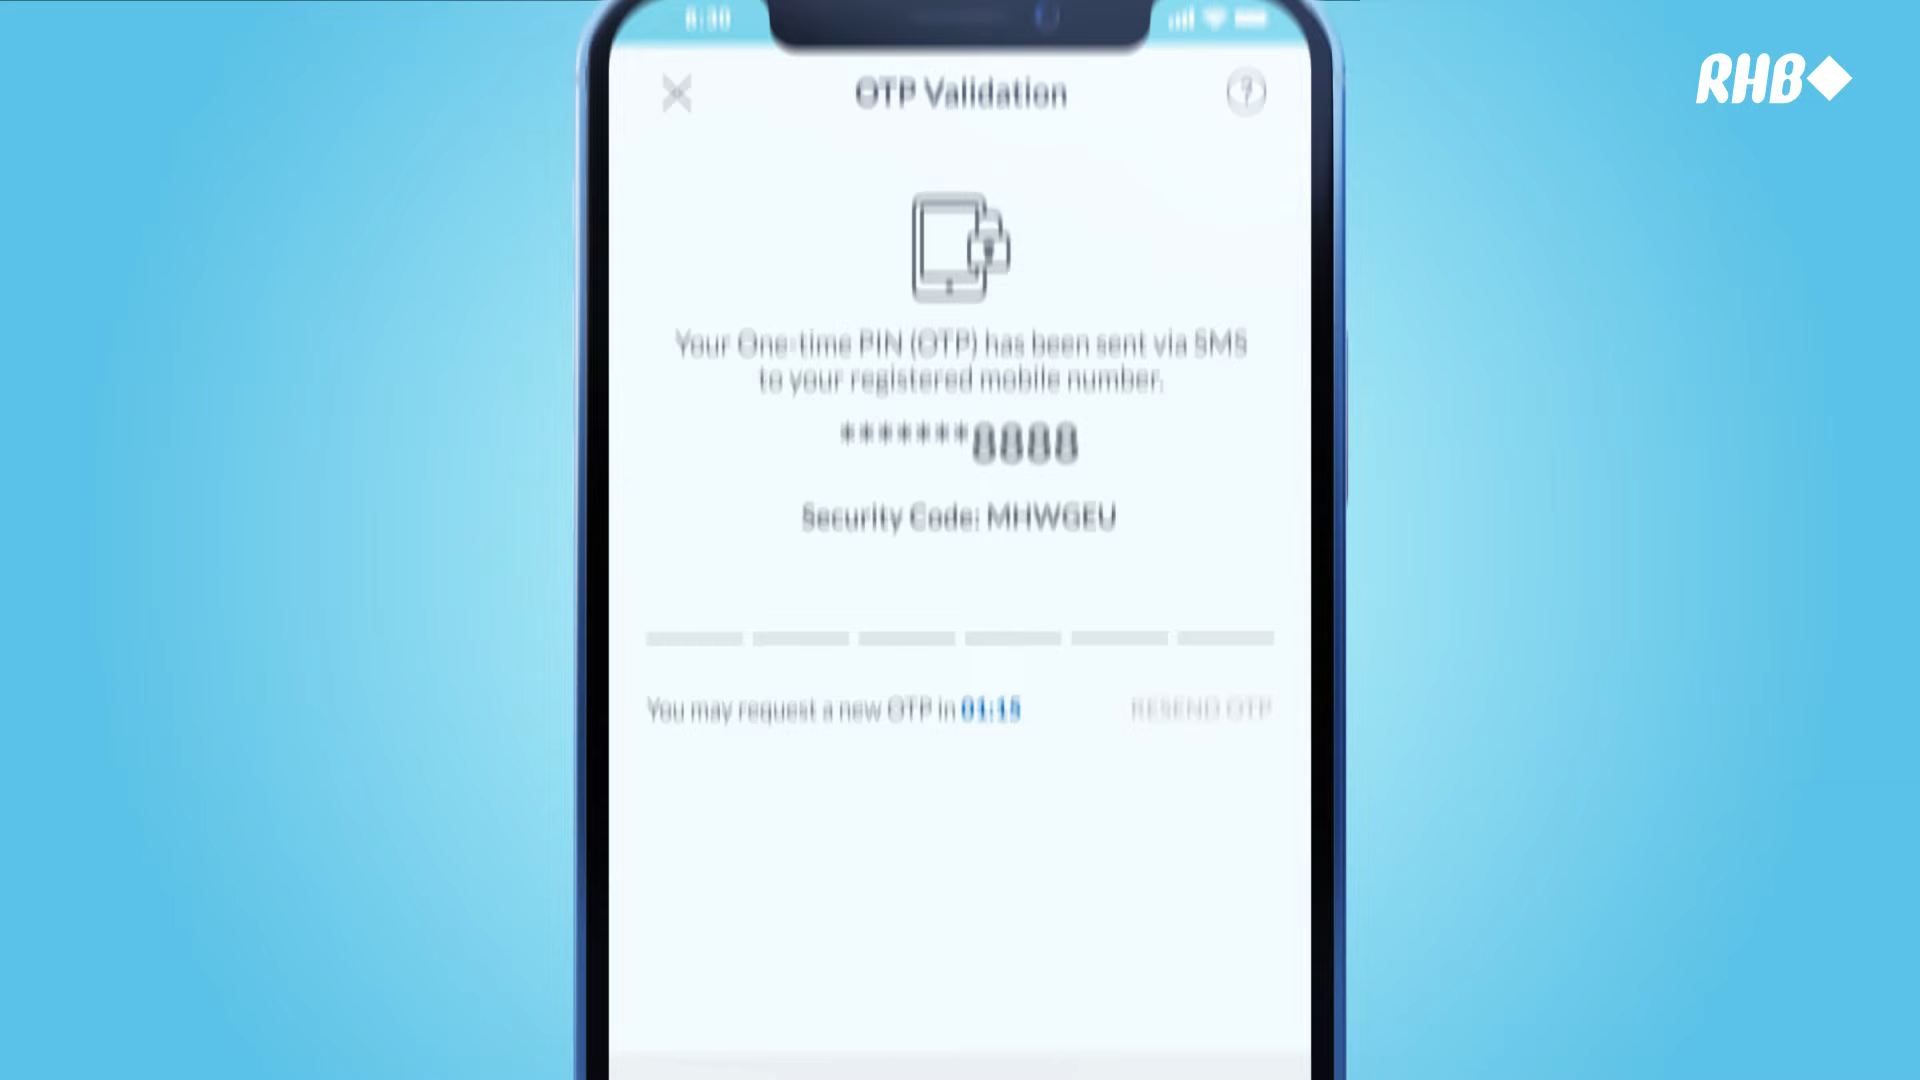 8:30
RHB
OTP Validation
?
Your One-time PIN (OTP) has been sent via SMS
to your registered mobile number.
*******8888
Security Code: MHWGEU
You may request a new OTP in 01:15
RESEND OTP